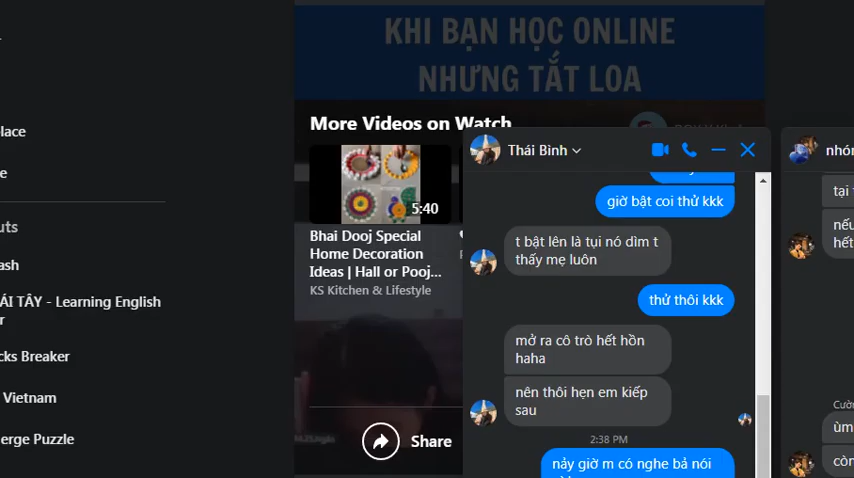 lace
e
uts
ash
ÁI TÂY - Learning English
r
cks Breaker
Vietnam
erge Puzzle
KHI BẠN HỌC ONLINE
NHƯNG TẮT LOA
More Videos on Watch
5:40
Bhai Dooj Special
Home Decoration
Ideas | Hall or Pooj...
KS Kitchen & Lifestyle
Share
Thái Bình
giờ bật coi thử kkk
t bật lên là tụi nó dìm t
thấy mẹ luôn
thử thôi kkk
mở ra cô trò hết hồn
haha
nên thôi hẹn em kiếp
sau
2:38 PM
nảy giờ m có nghe bả nói
nhón
tại
nếu
hết
Cườ
ùm
còn